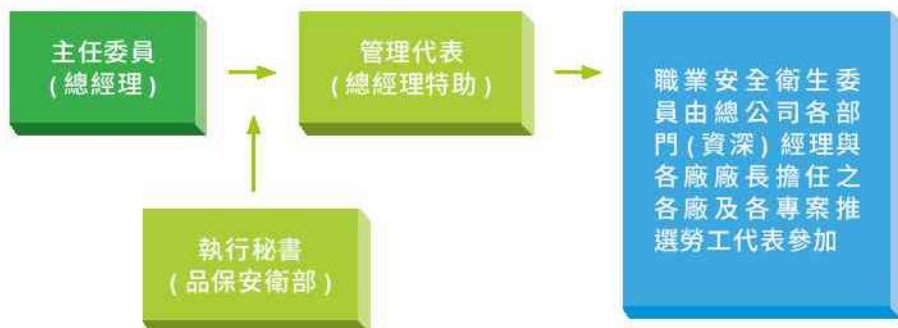 主任委員
(總經理)
管理代表
(總經理特助)
執行秘書
(品保安衛部)
職業安全衛生委
員由總公司各部
門(資深)經理與
各廠廠長擔任之
各廠及各專案推
選勞工代表參加